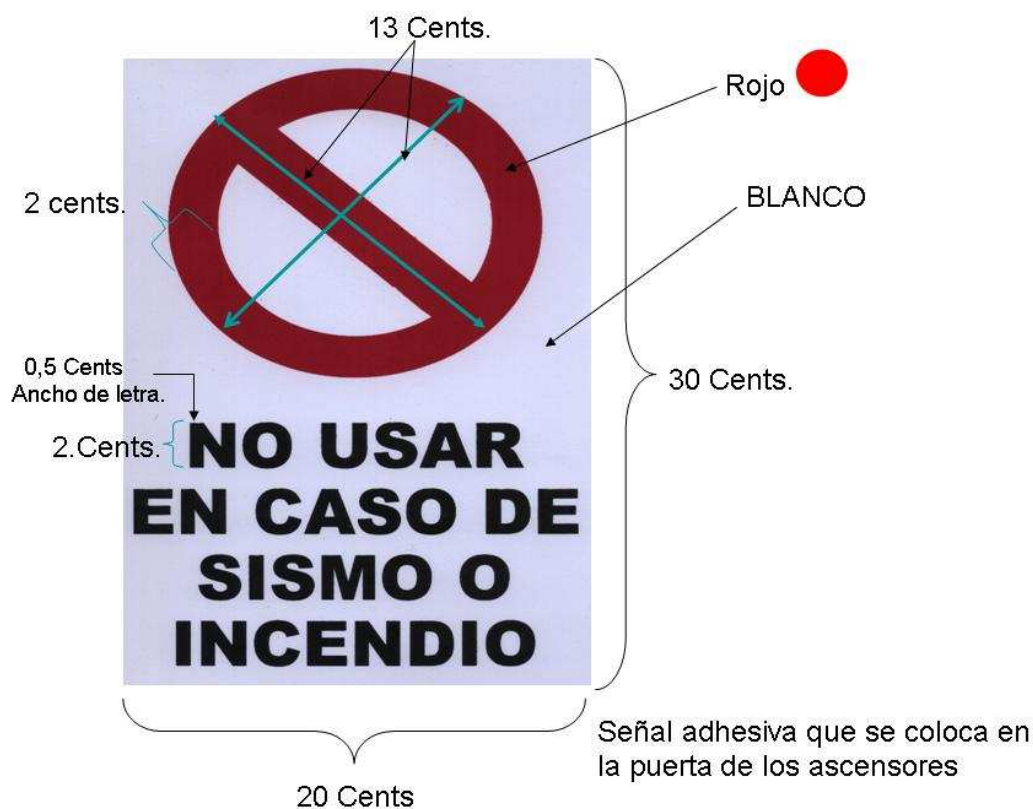 13 Cents.
Rojo
2 cents.
BLANCO
0,5 Cents
Ancho de letra.
30 Cents.
2.Cents.
NO USAR
EN CASO DE
SISMO O
INCENDIO
Señal adhesiva que se coloca en
la puerta de los ascensores
20 Cents